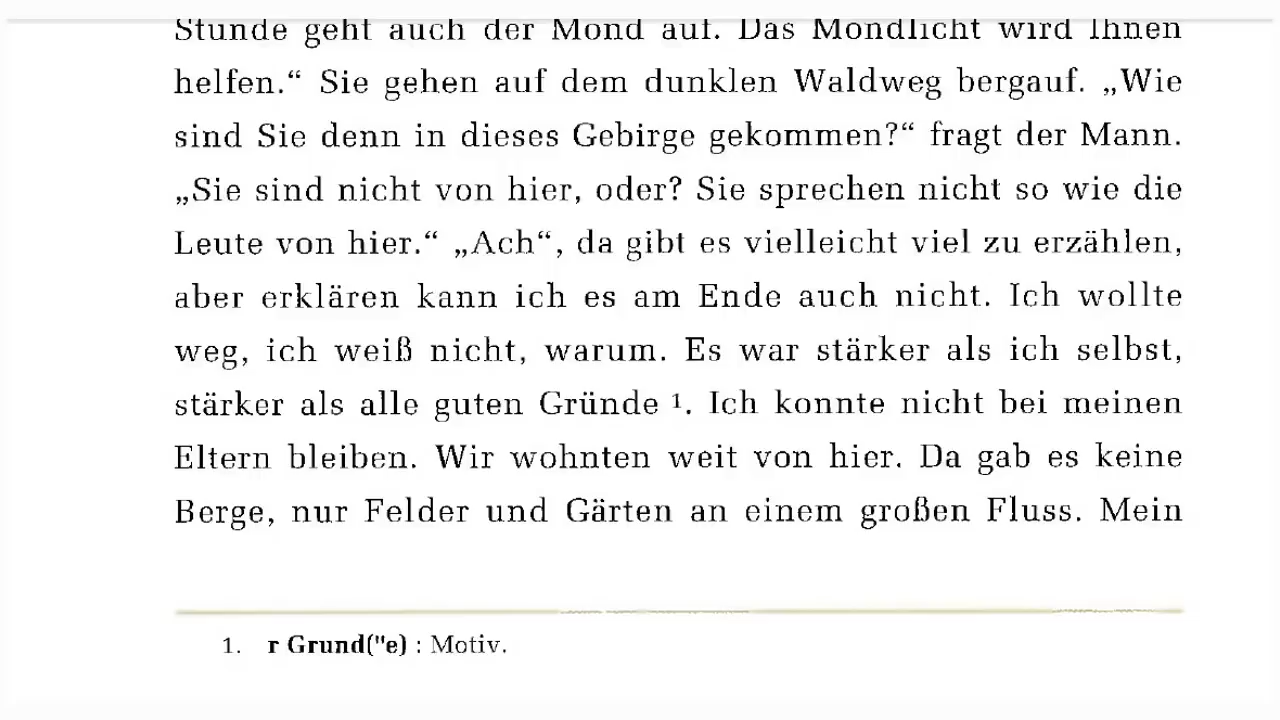 Stunde geht auch der Mond auf. Das Mondlicht wird Ihnen
helfen.“ Sie gehen auf dem dunklen Waldweg bergauf. „Wie
sind Sie denn in dieses Gebirge gekommen?“ fragt der Mann.
„Sie sind nicht von hier, oder? Sie sprechen nicht so wie die
Leute von hier.“ „Ach“, da gibt es vielleicht viel zu erzählen,
aber erklären kann ich es am Ende auch nicht. Ich wollte
weg, ich weiß nicht, warum. Es war stärker als ich selbst,
stärker als alle guten Gründe ¹. Ich konnte nicht bei meinen
Eltern bleiben. Wir wohnten weit von hier. Da gab es keine
Berge, nur Felder und Gärten an einem großen Fluss. Mein
1. r Grund("e) : Motiv.